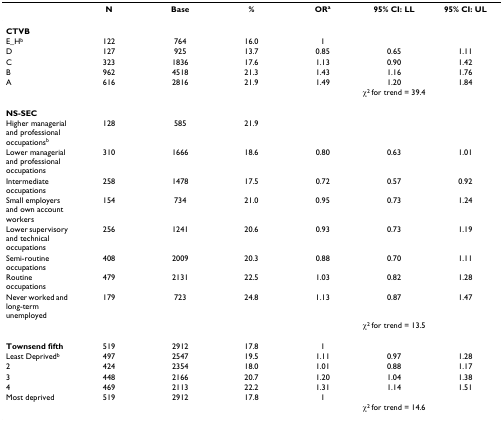 N Base % ORa 95% CI: LL 95% CI: UL
CTVB
E_Hb 122 764 16.0 1
D 127 925 13.7 0.85 0.65 1.11
C 323 1836 17.6 1.13 0.90 1.42
B 962 4518 21.3 1.43 1.16 1.76
A 616 2816 21.9 1.49 1.20 1.84
χ2 for trend = 39.4
NS-SEC
Higher managerial 128 585 21.9
and professional
occupationsb
Lower managerial 310 1666 18.6 0.80 0.63 1.01
and professional
occupations
Intermediate 258 1478 17.5 0.72 0.57 0.92
occupations
Small employers 154 734 21.0 0.95 0.73 1.24
and own account
workers
Lower supervisory 256 1241 20.6 0.93 0.73 1.19
and technical
occupations
Semi-routine 408 2009 20.3 0.88 0.70 1.11
occupations
Routine 479 2131 22.5 1.03 0.82 1.28
occupations
Never worked and 179 723 24.8 1.13 0.87 1.47
long-term
unemployed
χ2 for trend = 13.5
Townsend fifth 519 2912 17.8 1
Least Deprivedb 497 2547 19.5 1.11 0.97 1.28
2 424 2354 18.0 1.01 0.88 1.17
3 448 2166 20.7 1.20 1.04 1.38
4 469 2113 22.2 1.31 1.14 1.51
Most deprived 519 2912 17.8 1
χ2 for trend = 14.6